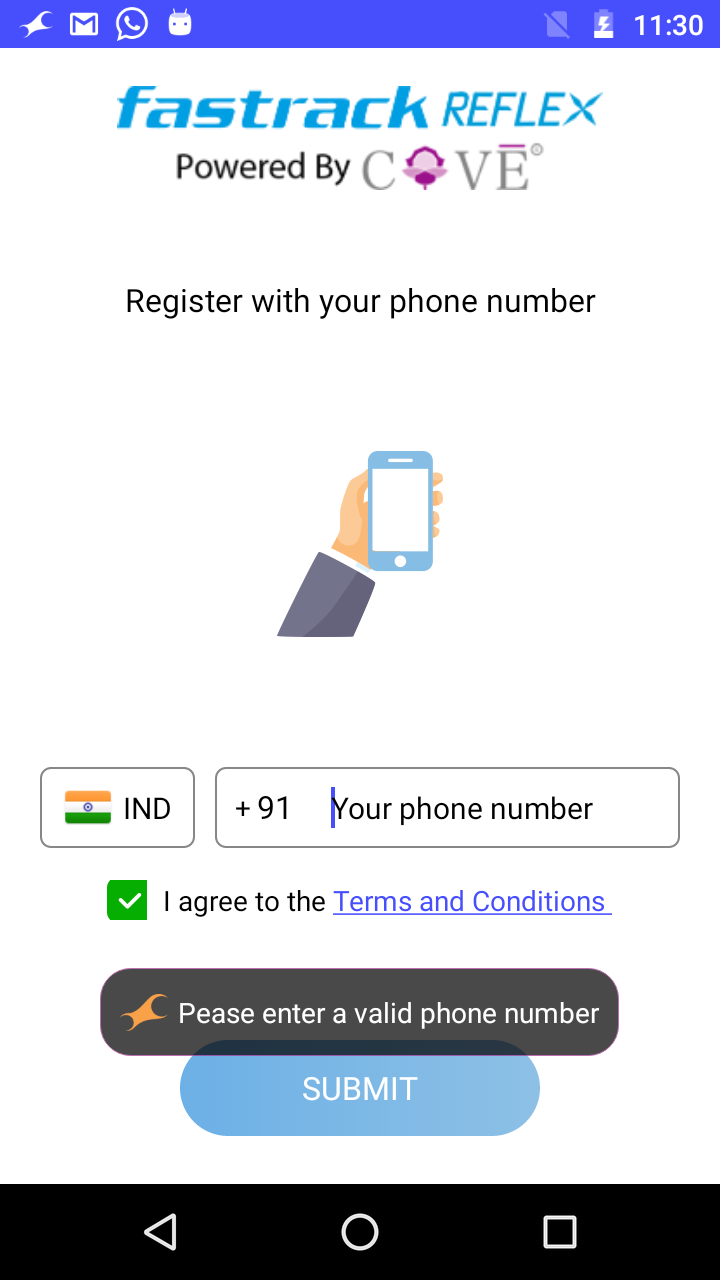 11:30
fastrack REFLEX
Powered By COVĒ®
Register with your phone number
IND +91 Your phone number
I agree to the Terms and Conditions
Pease enter a valid phone number
SUBMIT